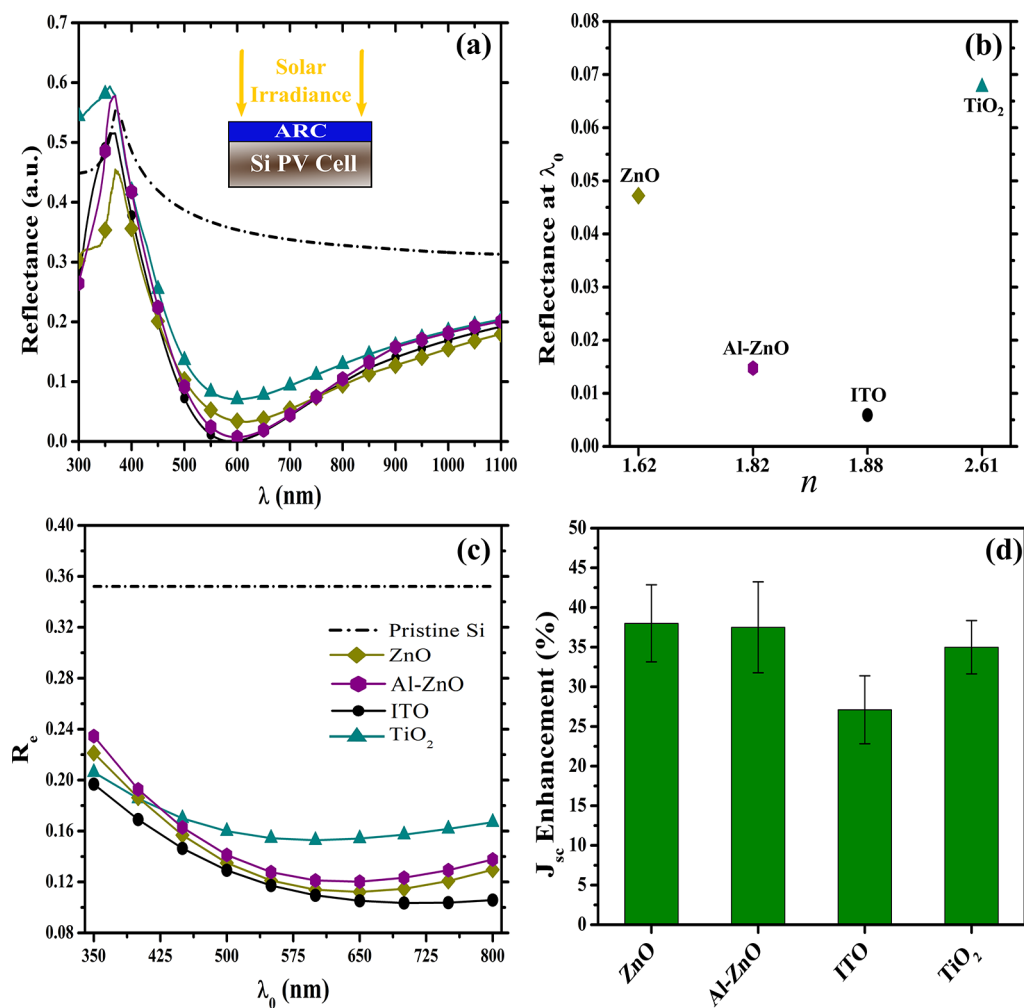 (a)
Solar
Irradiance
ARC
Si PV Cell
Reflectance (a.u.)
0.7
0.6
0.5
0.4
0.3
0.2
0.1
0.0
300 400 500 600 700 800 900 1000 1100
λ (nm)
(b)
Reflectance at λ₀
0.08
0.07
0.06
0.05
0.04
0.03
0.02
0.01
0.00
ZnO
Al-ZnO
ITO
TiO₂
1.62 1.82 1.88 2.61
n
(c)
Rₑ
0.40
0.36
0.32
0.28
0.24
0.20
0.16
0.12
0.08
Pristine Si
ZnO
Al-ZnO
ITO
TiO₂
350 425 500 575 650 725 800
λ₀ (nm)
(d)
J_sc Enhancement (%)
50
45
40
35
30
25
20
15
10
5
0
ZnO
Al-ZnO
ITO
TiO₂